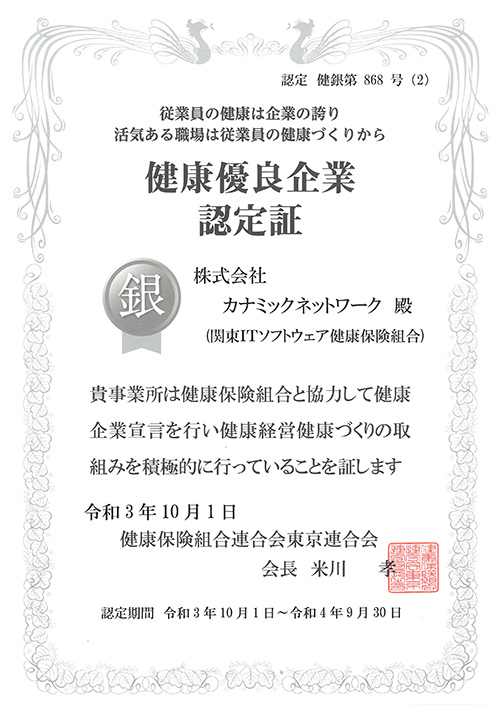 認定 健銀第 868 号 (2)
従業員の健康は企業の誇り
活気ある職場は従業員の健康づくりから
健康優良企業
認定証
銀
株式会社
カナミックネットワーク 殿
(関東ITソフトウェア健康保険組合)
貴事業所は健康保険組合と協力して健康
企業宣言を行い健康経営健康づくりの取
組みを積極的に行っていることを証します
令和3年10月1日
健康保険組合連合会東京連合会
会長 米川 孝
認定期間 令和3年10月1日～令和4年9月30日